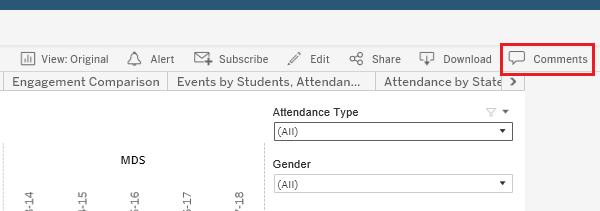 View: Original Alert Subscribe Edit Share Download Comments
Engagement Comparison Events by Students, Attendan... Attendance by State
Attendance Type
(All)
MDS
Gender
(All)